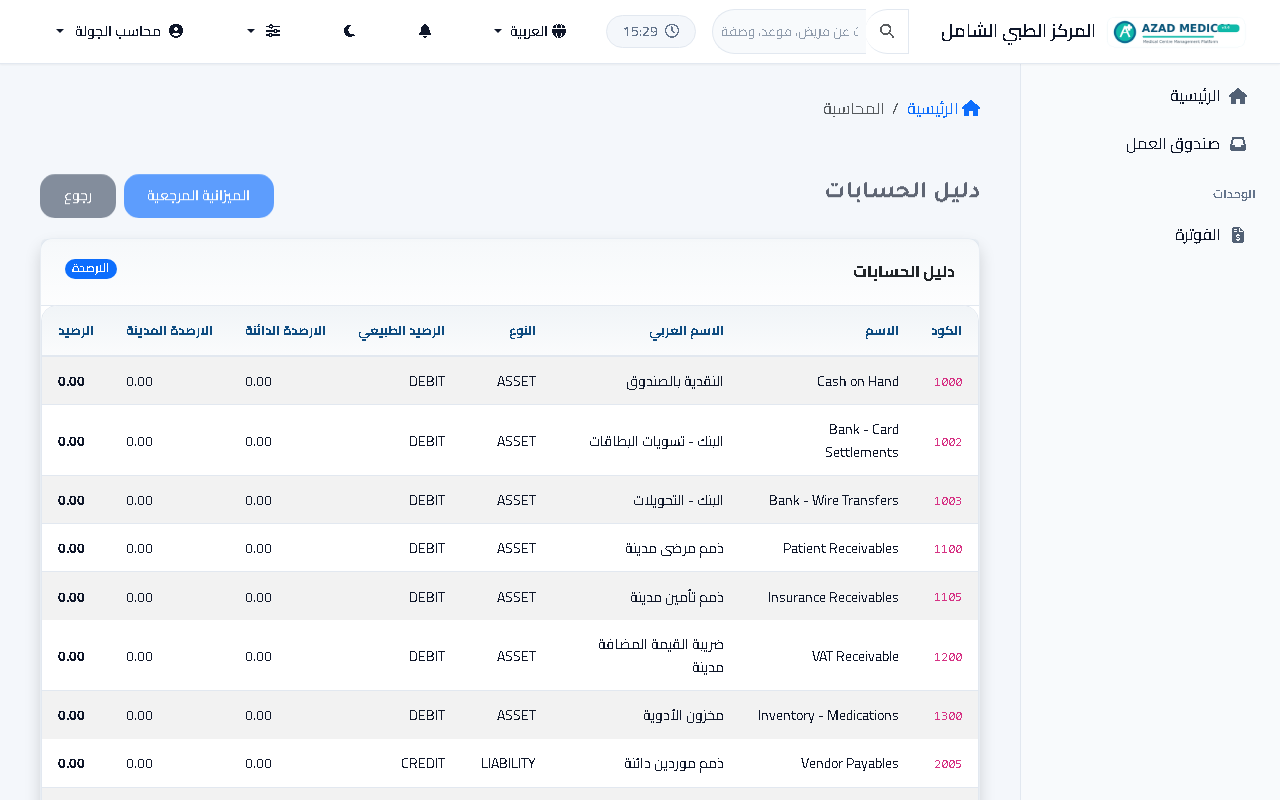 AZAD MEDIC
Medical Centre Management Platform
المركز الطبي الشامل
15:29
العربية
محاسب الجولة
الرئيسية
صندوق العمل
الوحدات
الفوترة
الرئيسية / المحاسبة
دليل الحسابات
الميزانية المرجعية
رجوع
دليل الحسابات
الارصدة
الكود الاسم الاسم العربي النوع الرصيد الطبيعي الارصدة الدائنة الارصدة المدينة الرصيد
1000 Cash on Hand النقدية بالصندوق ASSET DEBIT 0.00 0.00 0.00
1002 Bank - Card Settlements البنك - تسويات البطاقات ASSET DEBIT 0.00 0.00 0.00
1003 Bank - Wire Transfers البنك - التحويلات ASSET DEBIT 0.00 0.00 0.00
1100 Patient Receivables ذمم مرضى مدينة ASSET DEBIT 0.00 0.00 0.00
1105 Insurance Receivables ذمم تأمين مدينة ASSET DEBIT 0.00 0.00 0.00
1200 VAT Receivable ضريبة القيمة المضافة مدينة ASSET DEBIT 0.00 0.00 0.00
1300 Inventory - Medications مخزون الأدوية ASSET DEBIT 0.00 0.00 0.00
2005 Vendor Payables ذمم موردين دائنة LIABILITY CREDIT 0.00 0.00 0.00